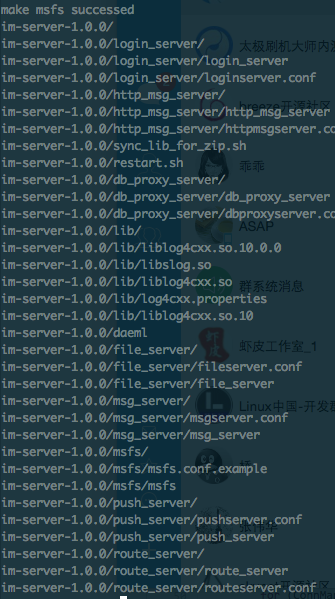 make msfs successed
im-server-1.0.0/
im-server-1.0.0/login_server/
im-server-1.0.0/login_server/login_server
im-server-1.0.0/login_server/loginserver.conf
im-server-1.0.0/http_msg_server/
im-server-1.0.0/http_msg_server/http_msg_server
im-server-1.0.0/http_msg_server/httpmsgserver.co
im-server-1.0.0/sync_lib_for_zip.sh
im-server-1.0.0/restart.sh
im-server-1.0.0/db_proxy_server/
im-server-1.0.0/db_proxy_server/db_proxy_server
im-server-1.0.0/db_proxy_server/dbproxyserver.co
im-server-1.0.0/lib/
im-server-1.0.0/lib/liblog4cxx.so.10.0.0
im-server-1.0.0/lib/libslog.so
im-server-1.0.0/lib/liblog4cxx.so
im-server-1.0.0/lib/log4cxx.properties
im-server-1.0.0/lib/liblog4cxx.so.10
im-server-1.0.0/daeml
im-server-1.0.0/file_server/
im-server-1.0.0/file_server/fileserver.conf
im-server-1.0.0/file_server/file_server
im-server-1.0.0/msg_server/
im-server-1.0.0/msg_server/msgserver.conf
im-server-1.0.0/msg_server/msg_server
im-server-1.0.0/msfs/
im-server-1.0.0/msfs/msfs.conf.example
im-server-1.0.0/msfs/msfs
im-server-1.0.0/push_server/
im-server-1.0.0/push_server/pushserver.conf
im-server-1.0.0/push_server/push_server
im-server-1.0.0/route_server/
im-server-1.0.0/route_server/route_server
im-server-1.0.0/route_server/routeserver.conf
太极刷机大师内测
breeze开源社区
乖乖
ASAP
群系统消息
虾皮工作室_1
Linux中国-开发